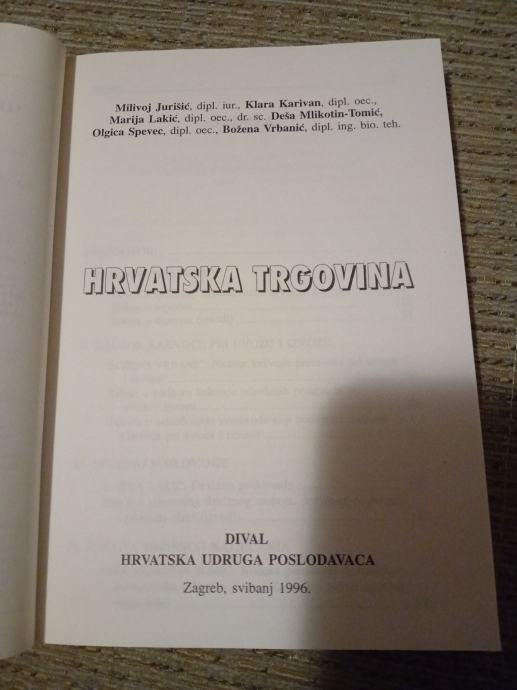 Milivoj Jurišić, dipl. iur., Klara Karivan, dipl. oec.,
Marija Lakić, dipl. oec., dr. sc. Deša Mlikotin-Tomić,
Olgica Spevec, dipl. oec., Božena Vrbanić, dipl. ing. bio. teh.
HRVATSKA TRGOVINA
DIVAL
HRVATSKA UDRUGA POSLODAVACA
Zagreb, svibanj 1996.